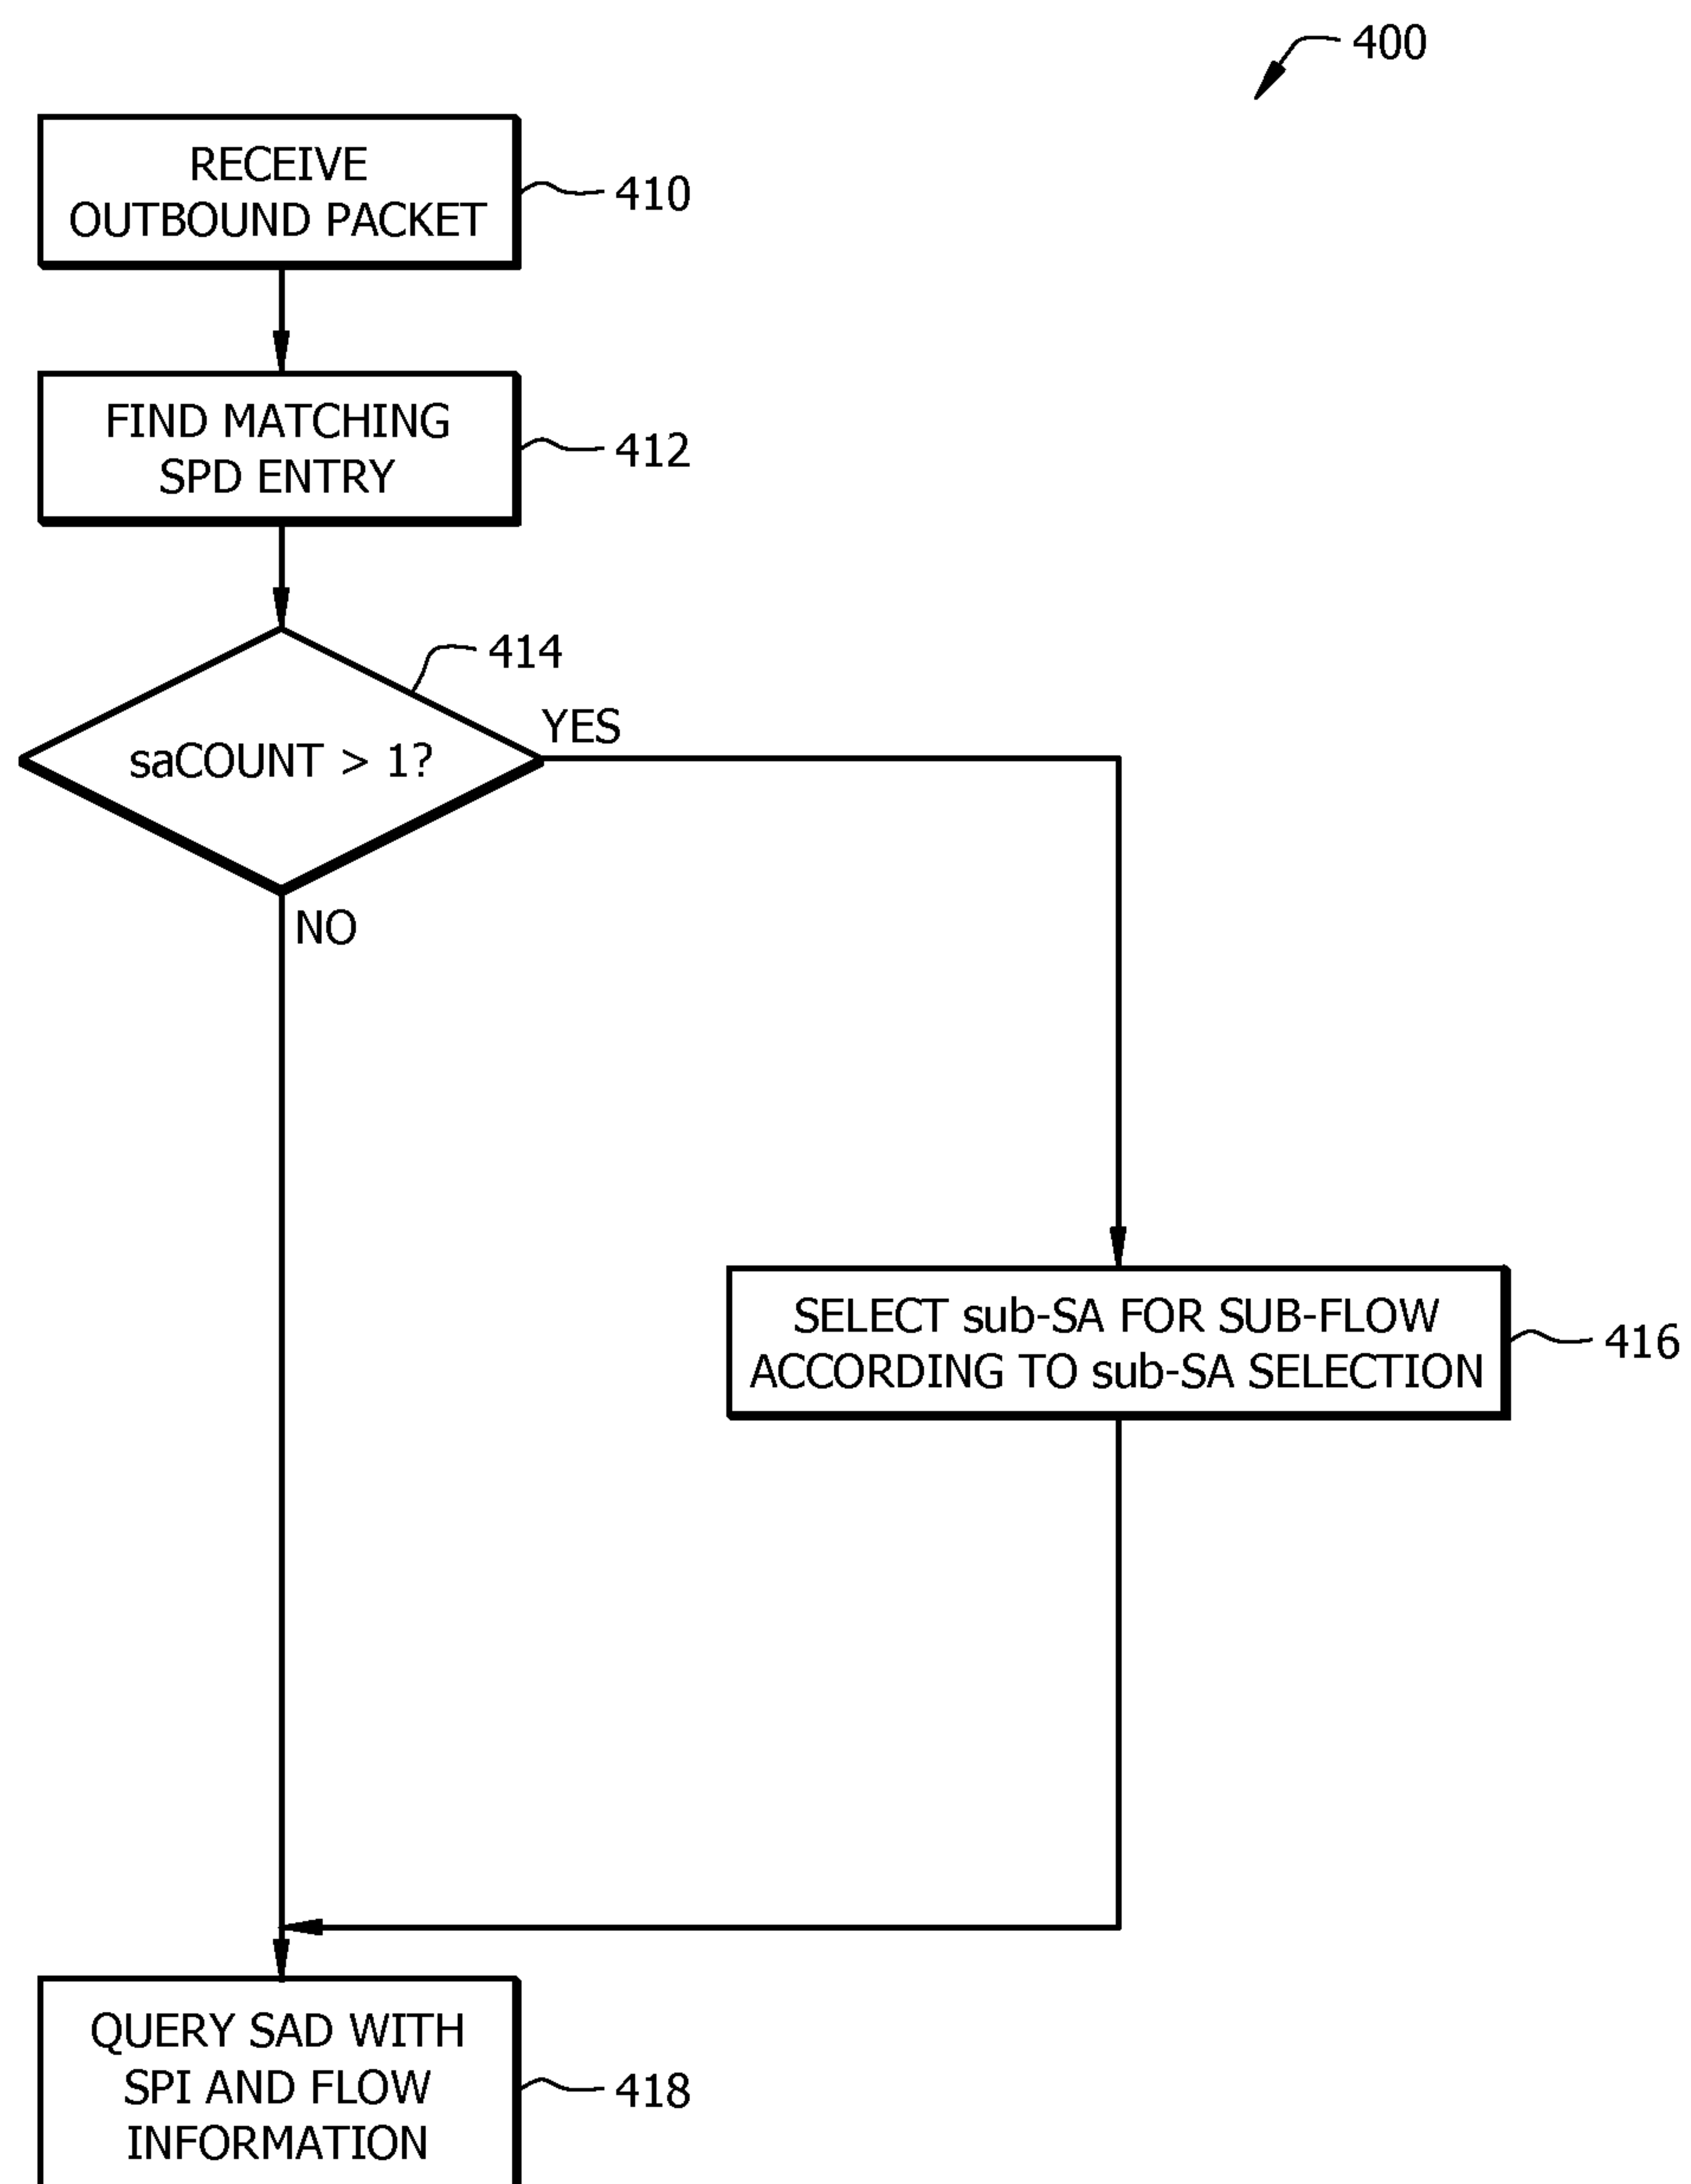 400
RECEIVE
OUTBOUND PACKET
410
FIND MATCHING
SPD ENTRY
412
414
saCOUNT > 1?
YES
NO
SELECT sub-SA FOR SUB-FLOW
ACCORDING TO sub-SA SELECTION
416
QUERY SAD WITH
SPI AND FLOW
INFORMATION
418